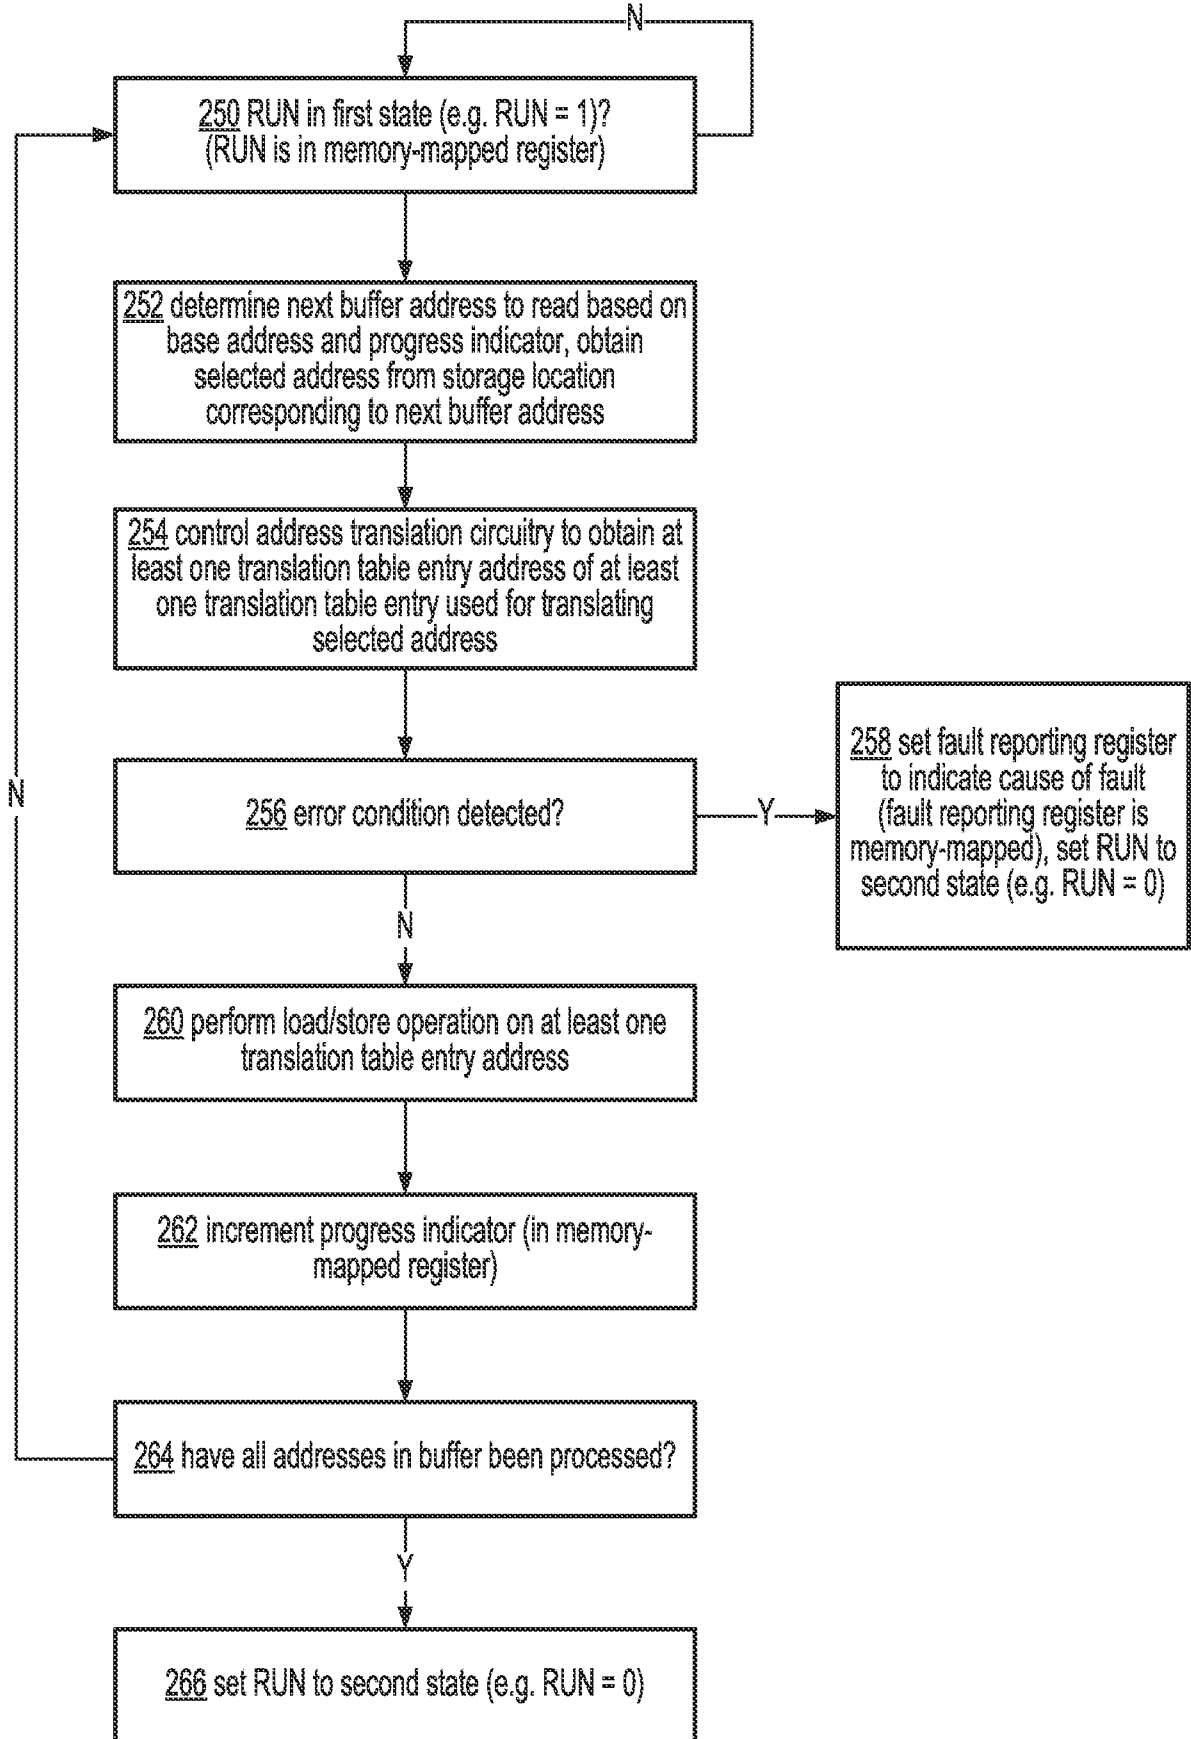 N
250 RUN in first state (e.g. RUN = 1)?
(RUN is in memory-mapped register)
252 determine next buffer address to read based on
base address and progress indicator, obtain
selected address from storage location
corresponding to next buffer address
254 control address translation circuitry to obtain at
least one translation table entry address of at least
one translation table entry used for translating
selected address
256 error condition detected?
Y
258 set fault reporting register
to indicate cause of fault
(fault reporting register is
memory-mapped), set RUN to
second state (e.g. RUN = 0)
N
N
260 perform load/store operation on at least one
translation table entry address
262 increment progress indicator (in memory-
mapped register)
264 have all addresses in buffer been processed?
Y
266 set RUN to second state (e.g. RUN = 0)